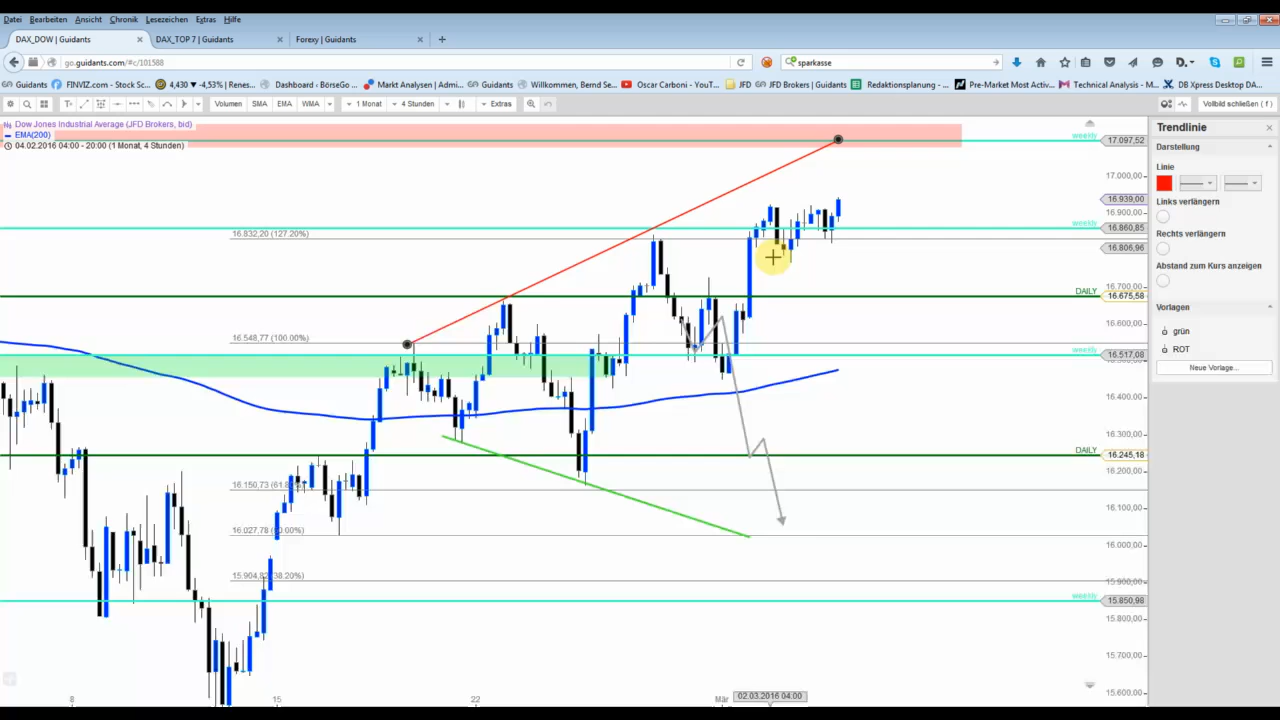 Datei Bearbeiten Ansicht Chronik Lesezeichen Extras Hilfe
DAX_DOW | Guidants
DAX_TOP 7 | Guidants
Forexy | Guidants
go.guidants.com/#c/101588
sparkasse
Guidants
FINVIZ.com - Stock Sc...
4,430 ▾ -4,53% | Renes...
Dashboard ‹ BörseGo ...
Markt Analysen | Admi...
Guidants
Willkommen, Bernd Se...
Oscar Carboni - YouT...
JFD
JFD Brokers | Guidants
Redaktionsplanung - ...
Pre-Market Most Activ...
Technical Analysis - M...
DB Xpress Desktop DA...
Volumen SMA EMA WMA 1 Monat 4 Stunden Extras
Vollbild schließen ( f )
Dow Jones Industrial Average (JFD Brokers, bid)
EMA(200)
04.02.2016 04:00 - 20:00 (1 Monat, 4 Stunden)
weekly 17.097,52
17.000,00
16.939,00
16.900,00
weekly 16.860,85
16.832,20 (127.20%)
16.806,96
16.700,00
DAILY 16.675,58
16.600,00
16.548,77 (100.00%)
weekly 16.517,08
16.400,00
16.300,00
DAILY 16.245,18
16.200,00
16.150,73 (61.8
16.100,00
16.027,78
16.000,00
15.904,8
38.20%)
15.900,00
weekly 15.850,98
15.700,00
15.600,00
8 15 22 Mär 02.03.2016 04:00
Trendlinie
Darstellung
Linie
Links verlängern
Rechts verlängern
Abstand zum Kurs anzeigen
Vorlagen
grün
ROT
Neue Vorlage...